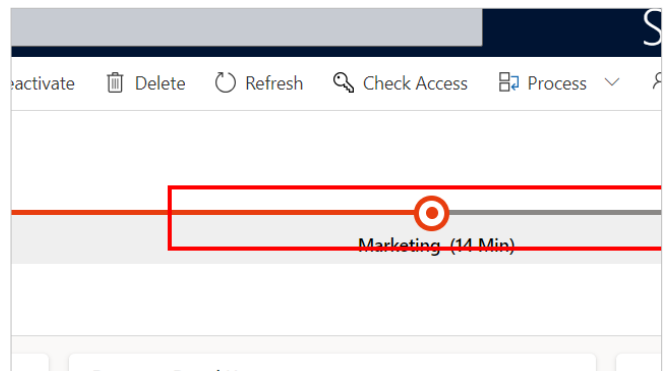 S
eactivate Delete Refresh Check Access Process
Marketing (14 Min)